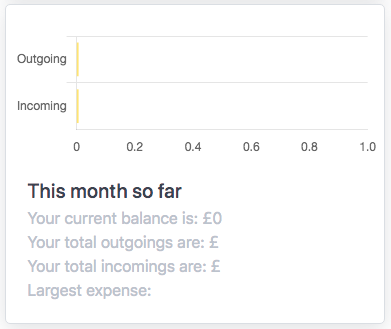 Outgoing
Incoming
0 0.2 0.4 0.6 0.8 1.0
This month so far
Your current balance is: £0
Your total outgoings are: £
Your total incomings are: £
Largest expense: